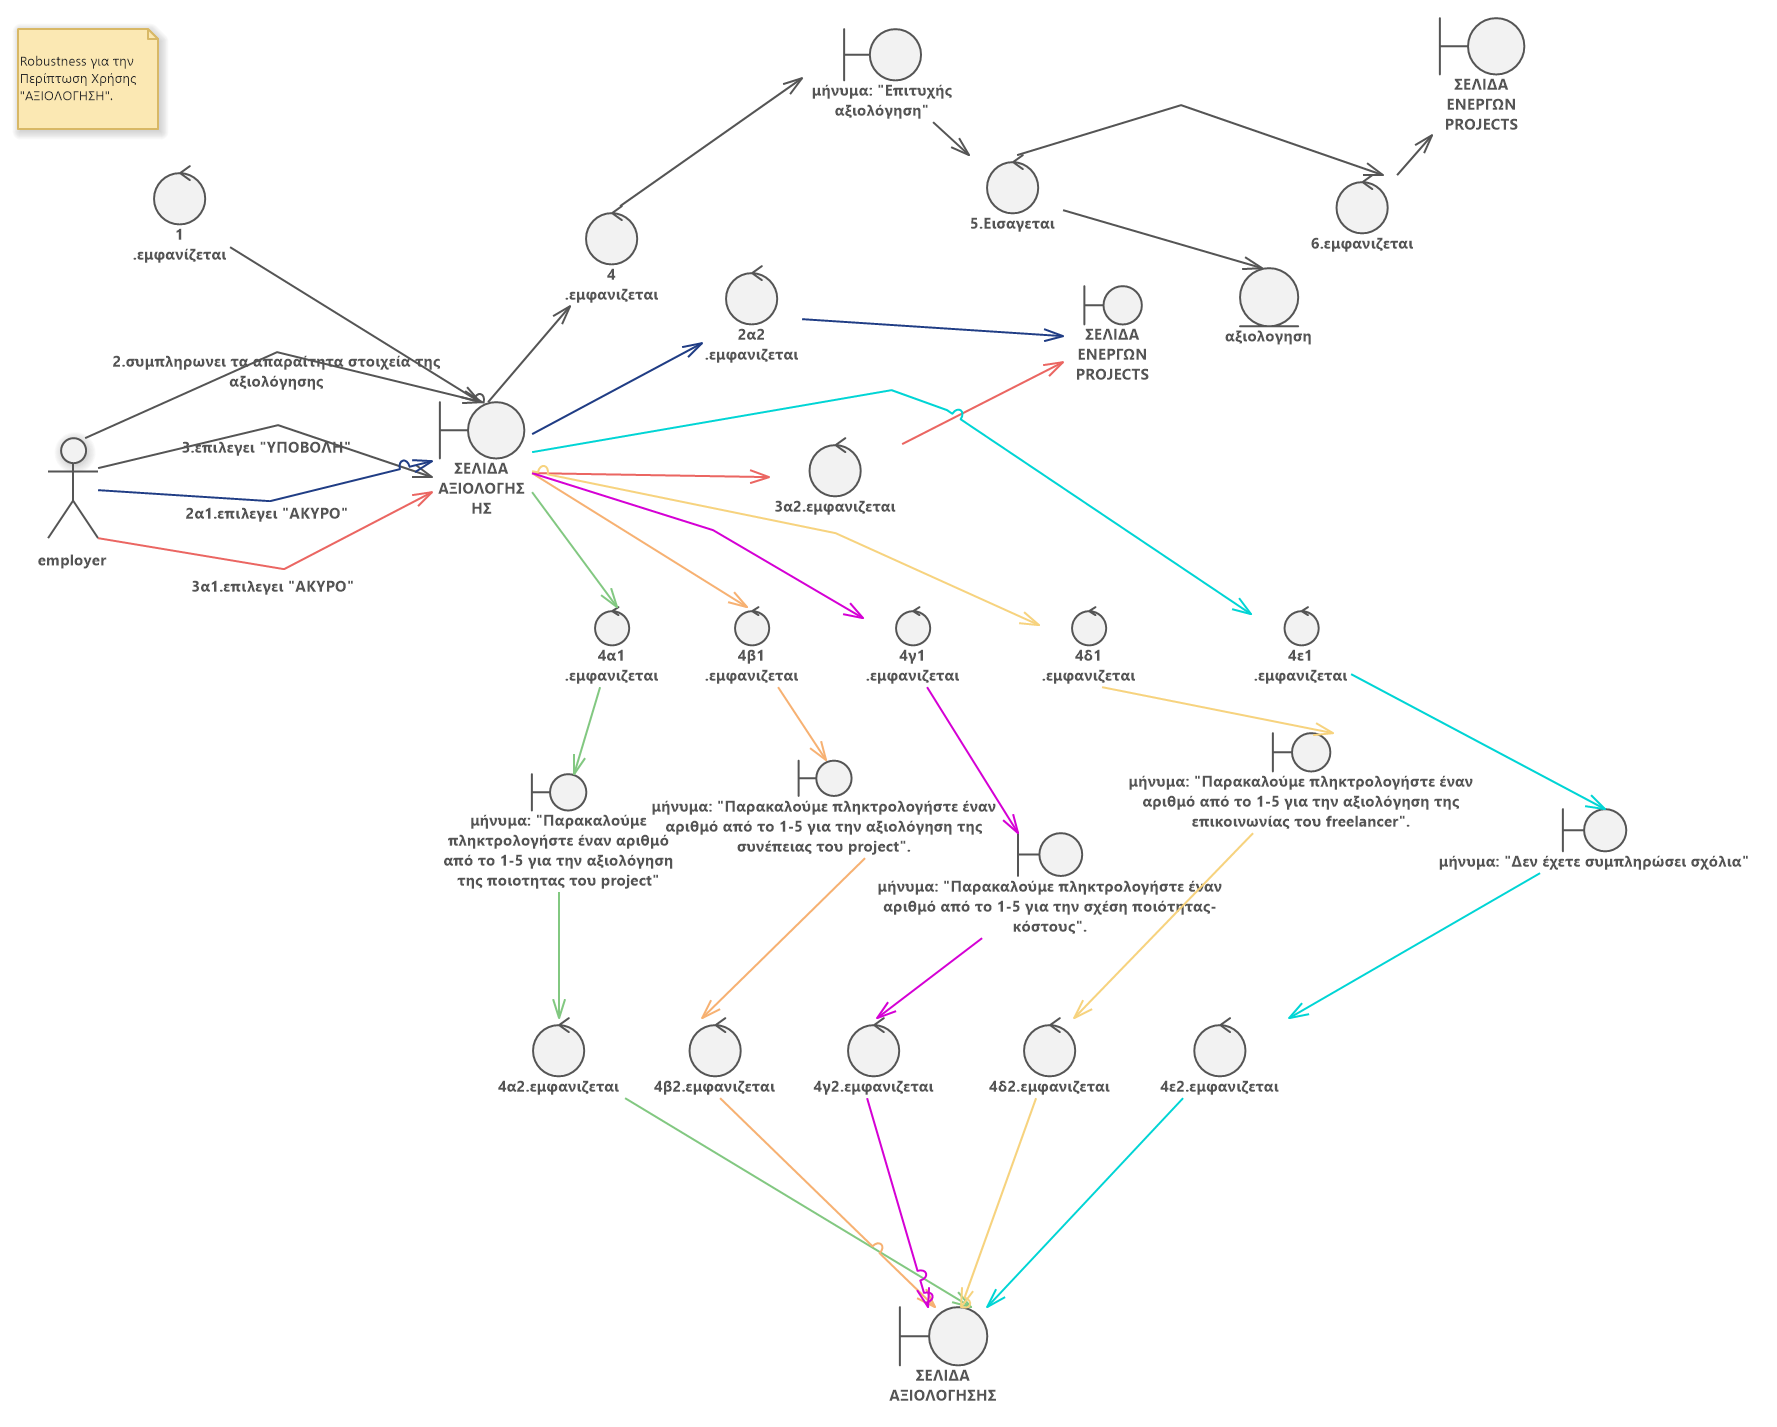 Robustness για την
Περίπτωση Χρήσης
"ΑΞΙΟΛΟΓΗΣΗ".
μήνυμα: "Επιτυχής
αξιολόγηση"
ΣΕΛΙΔΑ
ΕΝΕΡΓΩΝ
PROJECTS
1
.εμφανίζεται
5.Εισαγεται
6.εμφανιζεται
4
.εμφανιζεται
2α2
.εμφανιζεται
ΣΕΛΙΔΑ
ΕΝΕΡΓΩΝ
PROJECTS
αξιολογηση
2.συμπληρωνει τα απαραίτητα στοιχεία της
αξιολόγησης
3.επιλεγει "ΥΠΟΒΟΛΗ"
ΣΕΛΙΔΑ
ΑΞΙΟΛΟΓΗΣ
ΗΣ
2α1.επιλεγει "ΑΚΥΡΟ"
3α2.εμφανιζεται
employer
3α1.επιλεγει "ΑΚΥΡΟ"
4α1
.εμφανιζεται
4β1
.εμφανιζεται
4γ1
.εμφανιζεται
4δ1
.εμφανιζεται
4ε1
.εμφανιζεται
μήνυμα: "Παρακαλούμε
πληκτρολογήστε έναν αριθμό
από το 1-5 για την αξιολόγηση
της ποιοτητας του project"
μήνυμα: "Παρακαλούμε πληκτρολογήστε έναν
αριθμό από το 1-5 για την αξιολόγηση της
συνέπειας του project".
μήνυμα: "Παρακαλούμε πληκτρολογήστε έναν
αριθμό από το 1-5 για την σχέση ποιότητας-
κόστους".
μήνυμα: "Παρακαλούμε πληκτρολογήστε έναν
αριθμό από το 1-5 για την αξιολόγηση της
επικοινωνίας του freelancer".
μήνυμα: "Δεν έχετε συμπληρώσει σχόλια"
4α2.εμφανιζεται
4β2.εμφανιζεται
4γ2.εμφανιζεται
4δ2.εμφανιζεται
4ε2.εμφανιζεται
ΣΕΛΙΔΑ
ΑΞΙΟΛΟΓΗΣΗΣ